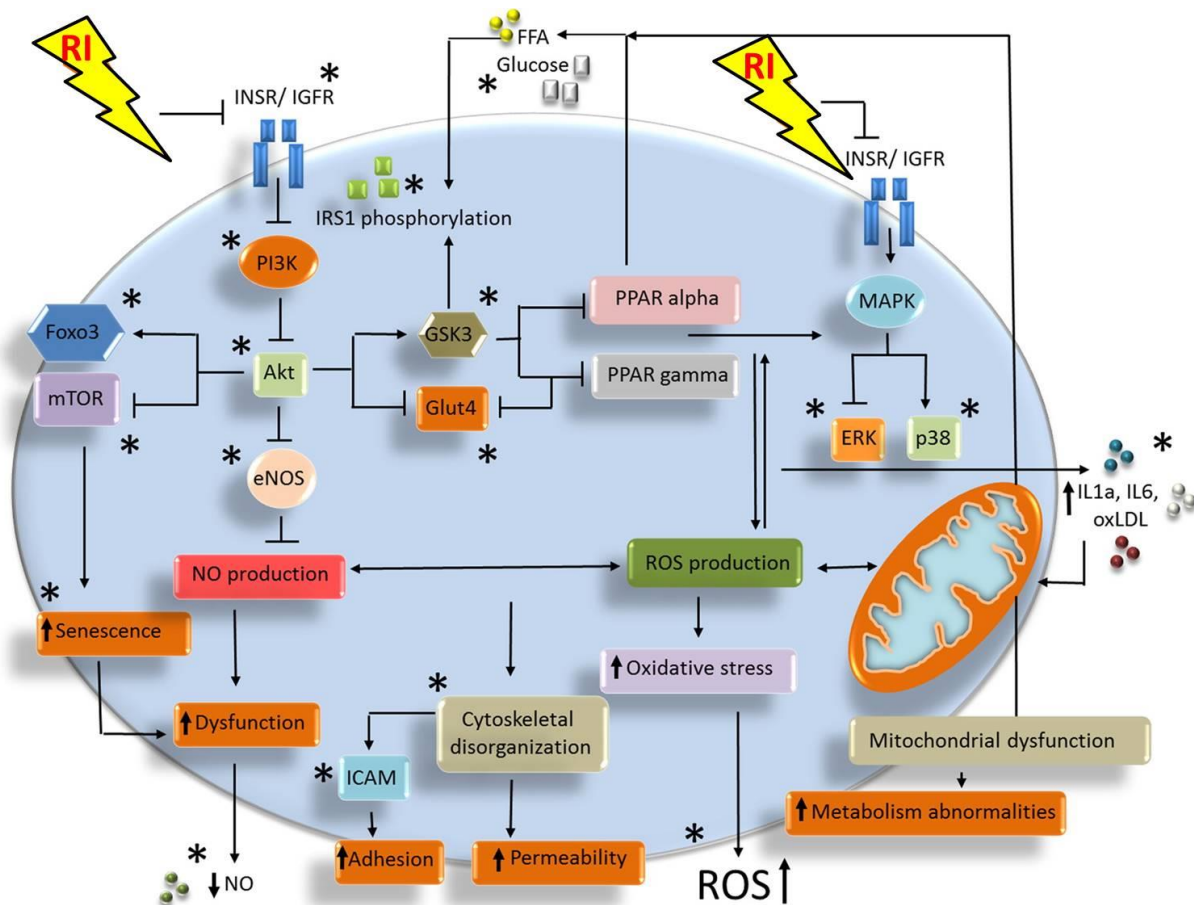 RI
FFA
Glucose
RI
*
INSR/ IGFR
*
INSR/ IGFR
*
IRS1 phosphorylation
*
PI3K
*
*
PPAR alpha
MAPK
Foxo3
GSK3
*
Akt
PPAR gamma
mTOR
Glut4
*
*
*
ERK
p38
*
*
eNOS
*
IL1a, IL6,
oxLDL
NO production
ROS production
*
Senescence
Oxidative stress
*
Dysfunction
Cytoskeletal
disorganization
Mitochondrial dysfunction
*
ICAM
Metabolism abnormalities
*
*
Adhesion
Permeability
NO
ROS